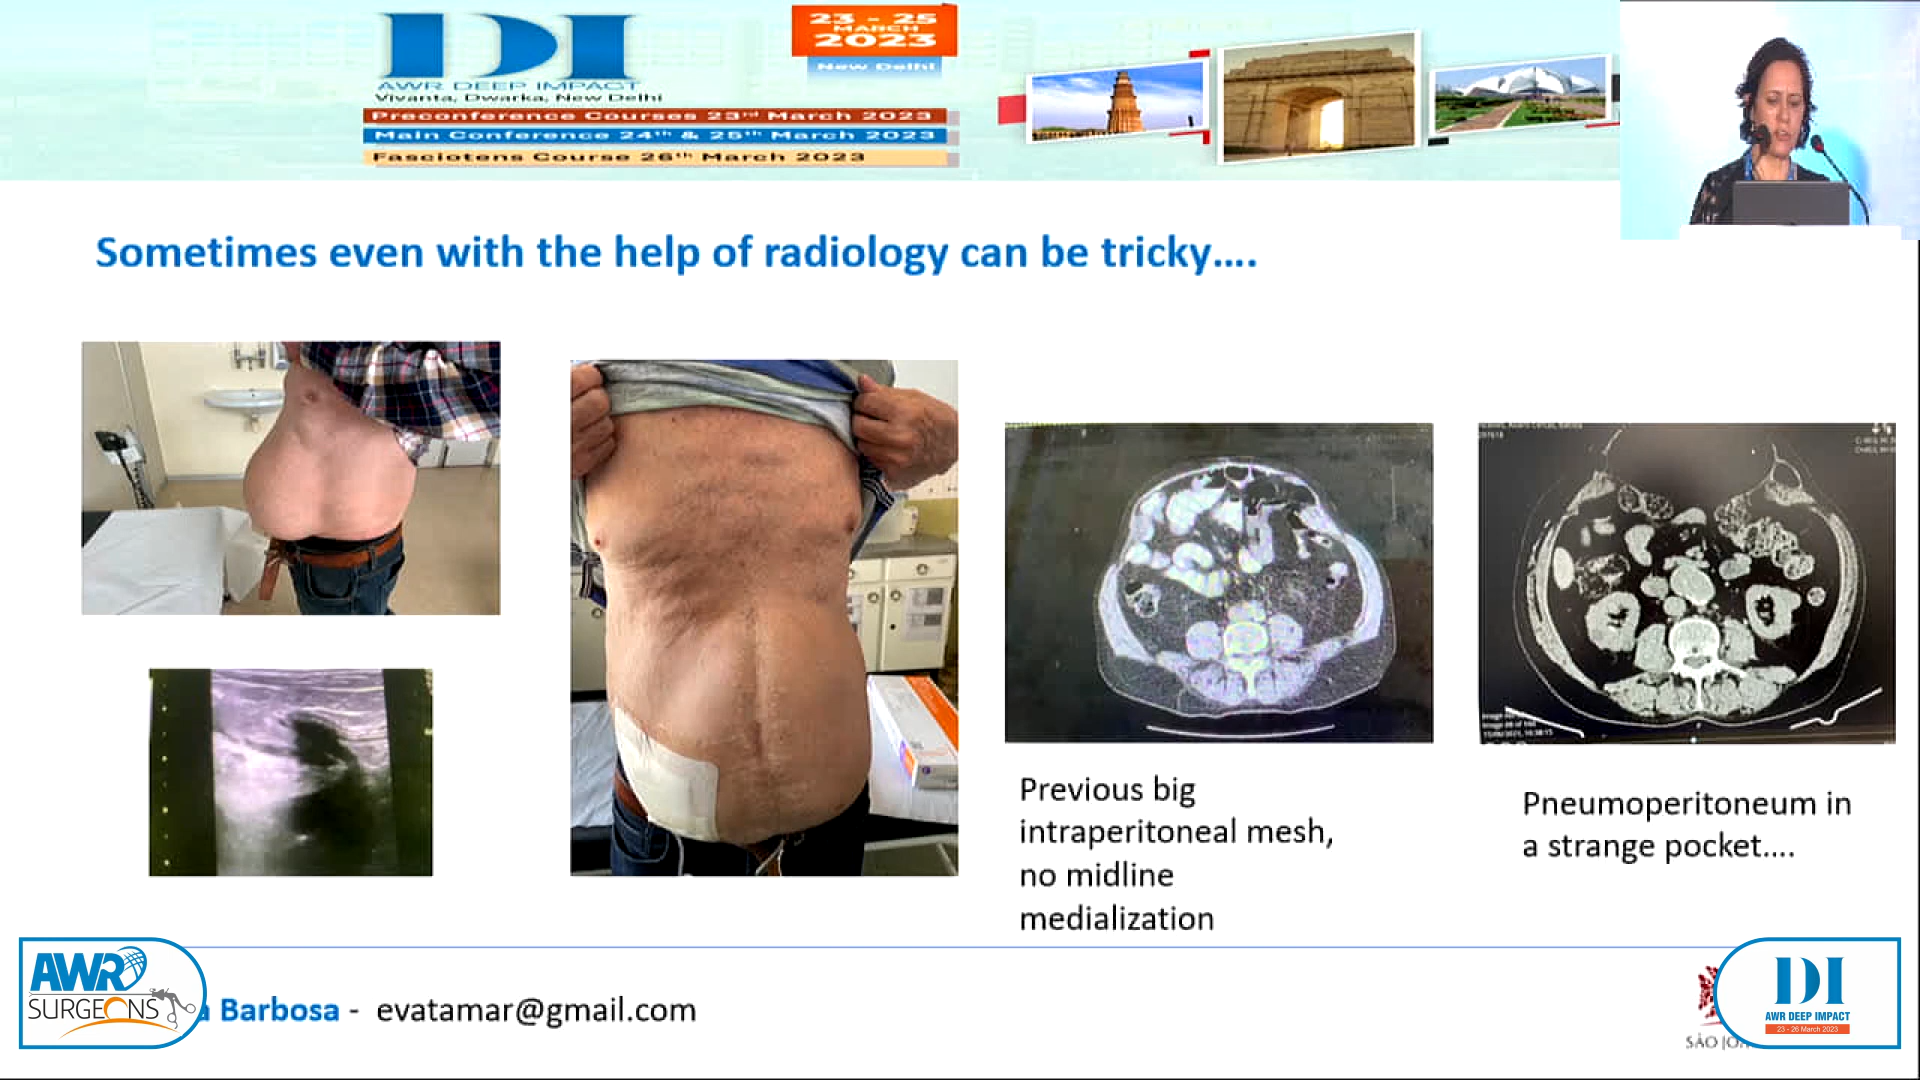 DI
AWR DEEP IMPACT
Vivanta, Dwarka, New Delhi
23 - 25
MARCH
2023
New Delhi
Preconference Courses 23rd March 2023
Main Conference 24th & 25th March 2023
Fasciotens Course 26th March 2023
Sometimes even with the help of radiology can be tricky....
Previous big
intraperitoneal mesh,
no midline
medialization
Pneumoperitoneum in
a strange pocket....
AWR
SURGEONS
a Barbosa - evatamar@gmail.com
SÃO JO
DI
AWR DEEP IMPACT
23 - 26 March 2023